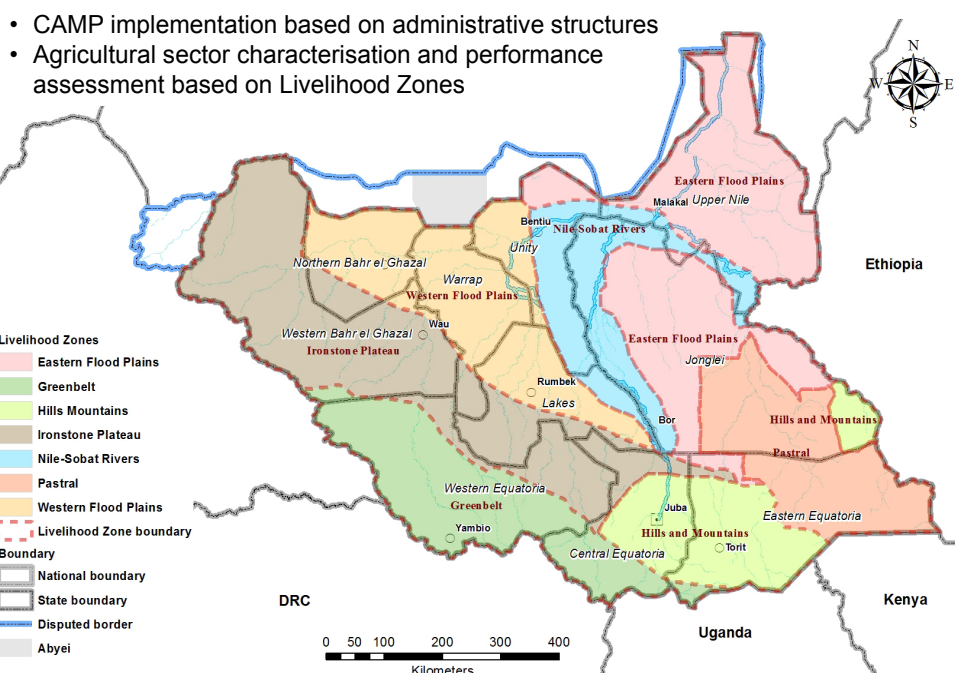 • CAMP implementation based on administrative structures
• Agricultural sector characterisation and performance
assessment based on Livelihood Zones
N
W
E
S
Eastern Flood Plains
Malakal
Upper Nile
Bentiu
Nile-Sobat Rivers
Unity
Ethiopia
Northern Bahr el Ghazal
Warrap
Western Flood Plains
Wau
Western Bahr el Ghazal
Ironstone Plateau
Eastern Flood Plains
Jonglei
Rumbek
Lakes
Bor
Hills and Mountains
Pastral
Western Equatoria
Greenbelt
Yambio
Juba
Eastern Equatoria
Hills and Mountains
Central Equatoria
Torit
DRC
Kenya
Uganda
Livelihood Zones
Eastern Flood Plains
Greenbelt
Hills Mountains
Ironstone Plateau
Nile-Sobat Rivers
Pastral
Western Flood Plains
Livelihood Zone boundary
Boundary
National boundary
State boundary
Disputed border
Abyei
0 50 100 200 300 400
Kilometers